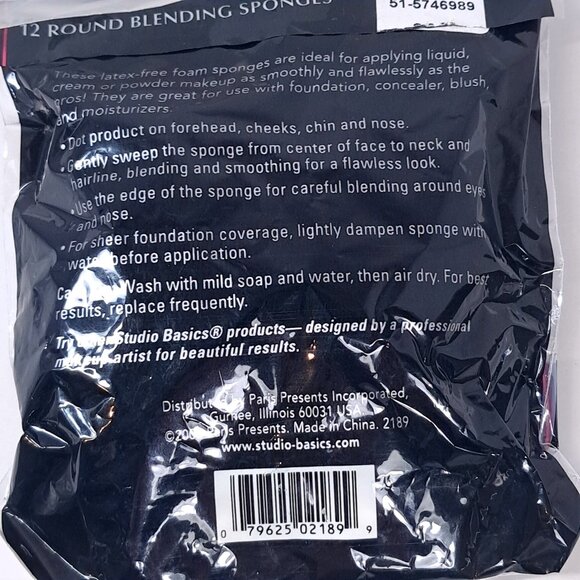 12 ROUND BLENDING SPONGES
51-5746989
These latex-free foam sponges are ideal for applying liquid,
cream or powder makeup as smoothly and flawlessly as the
pros! They are great for use with foundation, concealer, blush,
and moisturizers.
• Dot product on forehead, cheeks, chin and nose.
• Gently sweep the sponge from center of face to neck and
hairline, blending and smoothing for a flawless look.
• Use the edge of the sponge for careful blending around eyes
and nose.
• For sheer foundation coverage, lightly dampen sponge with
water before application.
Wash with mild soap and water, then air dry. For best
results, replace frequently.
Try Studio Basics® products— designed by a professional
makeup artist for beautiful results.
Paris Presents Incorporated,
Gurnee, Illinois 60031 USA
Paris Presents. Made in China. 2189
www.studio-basics.com
0 79625 02189 9